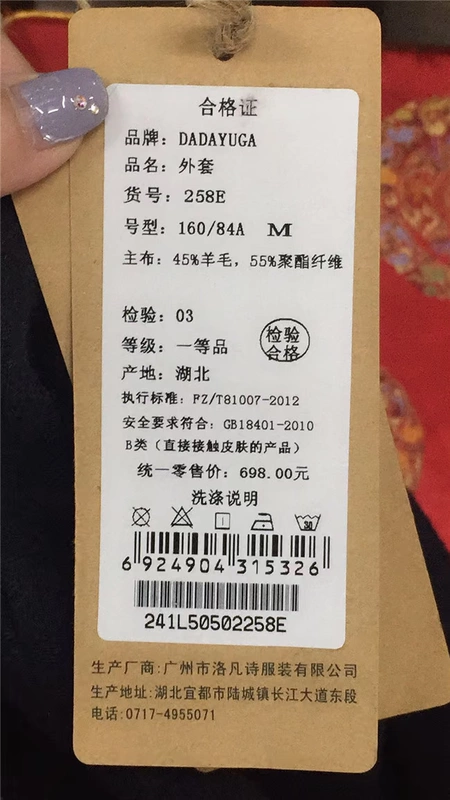 合格证
品牌：DADAYUGA
品名：外套
货号：258E
号型：160/84A M
主布：45%羊毛，55%聚酯纤维
检验：03
检验
合格
等级：一等品
产地：湖北
执行标准：FZ/T81007-2012
安全要求符合：GB18401-2010
B类（直接接触皮肤的产品）
统一零售价：698.00元
洗涤说明
30
6924904315326
241L50502258E
生产厂商:广州市洛凡诗服装有限公司
生产地址:湖北宜都市陆城镇长江大道东段
电话:0717-4955071